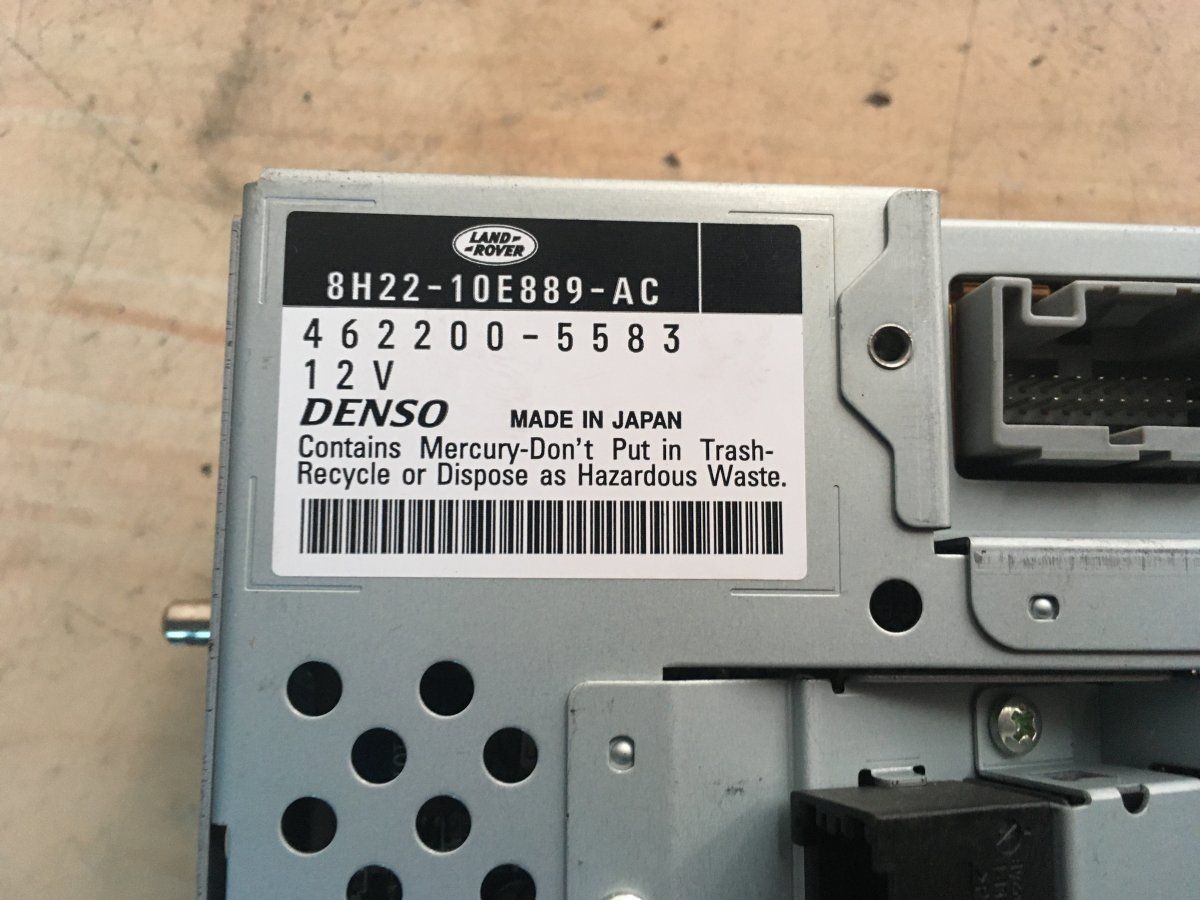 LAND-
-ROVER
8H22-10E889-AC
462200-5583
12V
DENSO MADE IN JAPAN
Contains Mercury-Don't Put in Trash-
Recycle or Dispose as Hazardous Waste.